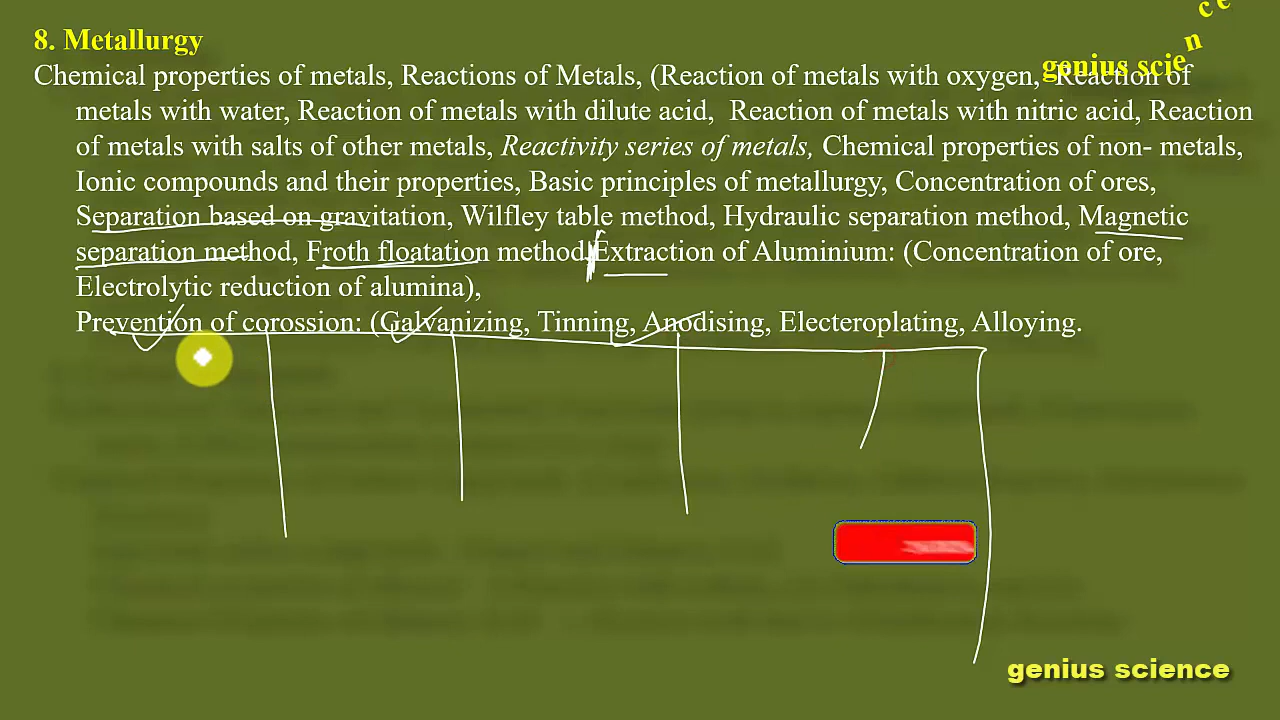 8. Metallurgy
Chemical properties of metals, Reactions of Metals, (Reaction of metals with oxygen, Reaction of
metals with water, Reaction of metals with dilute acid, Reaction of metals with nitric acid, Reaction
of metals with salts of other metals, Reactivity series of metals, Chemical properties of non- metals,
Ionic compounds and their properties, Basic principles of metallurgy, Concentration of ores,
Separation based on gravitation, Wilfley table method, Hydraulic separation method, Magnetic
separation method, Froth floatation method, Extraction of Aluminium: (Concentration of ore,
Electrolytic reduction of alumina),
Prevention of corossion: (Galvanizing, Tinning, Anodising, Electeroplating, Alloying.
genius science
genius science